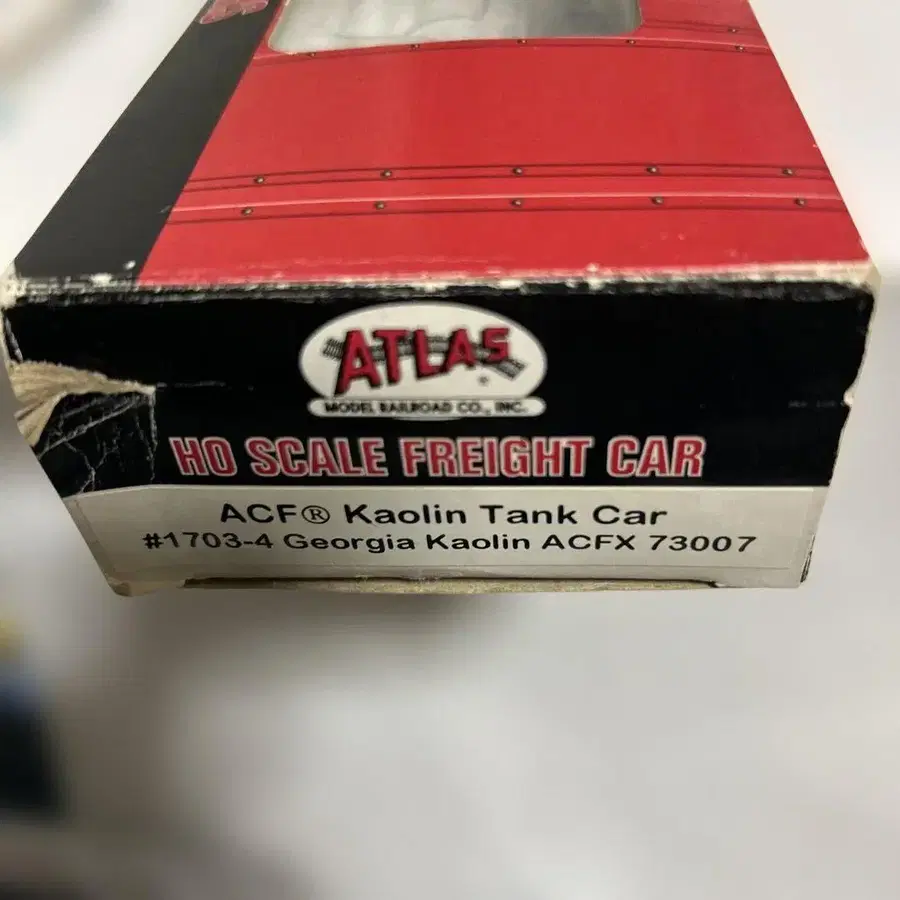 ATLAS
MODEL RAILROAD CO., INC.
HO SCALE FREIGHT CAR
ACF® Kaolin Tank Car
#1703-4 Georgia Kaolin ACFX 73007